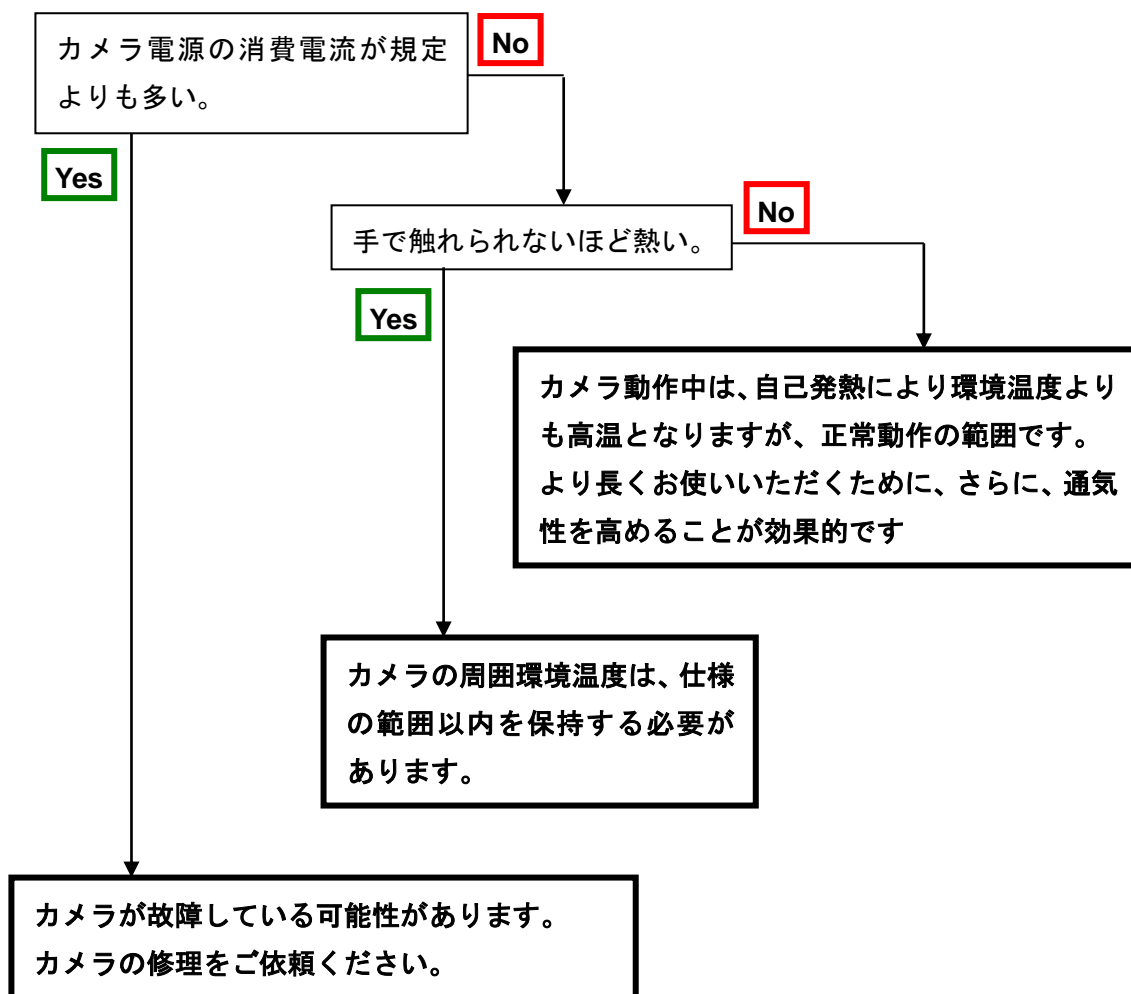 カメラ電源の消費電流が規定
よりも多い。
No
Yes
手で触れられないほど熱い。
No
Yes
カメラ動作中は、自己発熱により環境温度より
も高温となりますが、正常動作の範囲です。
より長くお使いいただくために、さらに、通気
性を高めることが効果的です
カメラの周囲環境温度は、仕様
の範囲以内を保持する必要が
あります。
カメラが故障している可能性があります。
カメラの修理をご依頼ください。